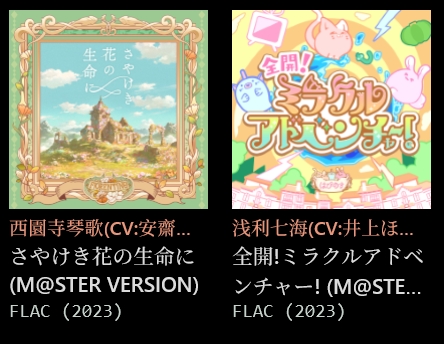 さやけき
花の
生命に
全開!
ミラクル
アドベンチャー!
西園寺琴歌(CV:安齋...
さやけき花の生命に
(M@STER VERSION)
FLAC (2023)
浅利七海(CV:井上ほ...
全開!ミラクルアドベ
ンチャー! (M@STE...
FLAC (2023)